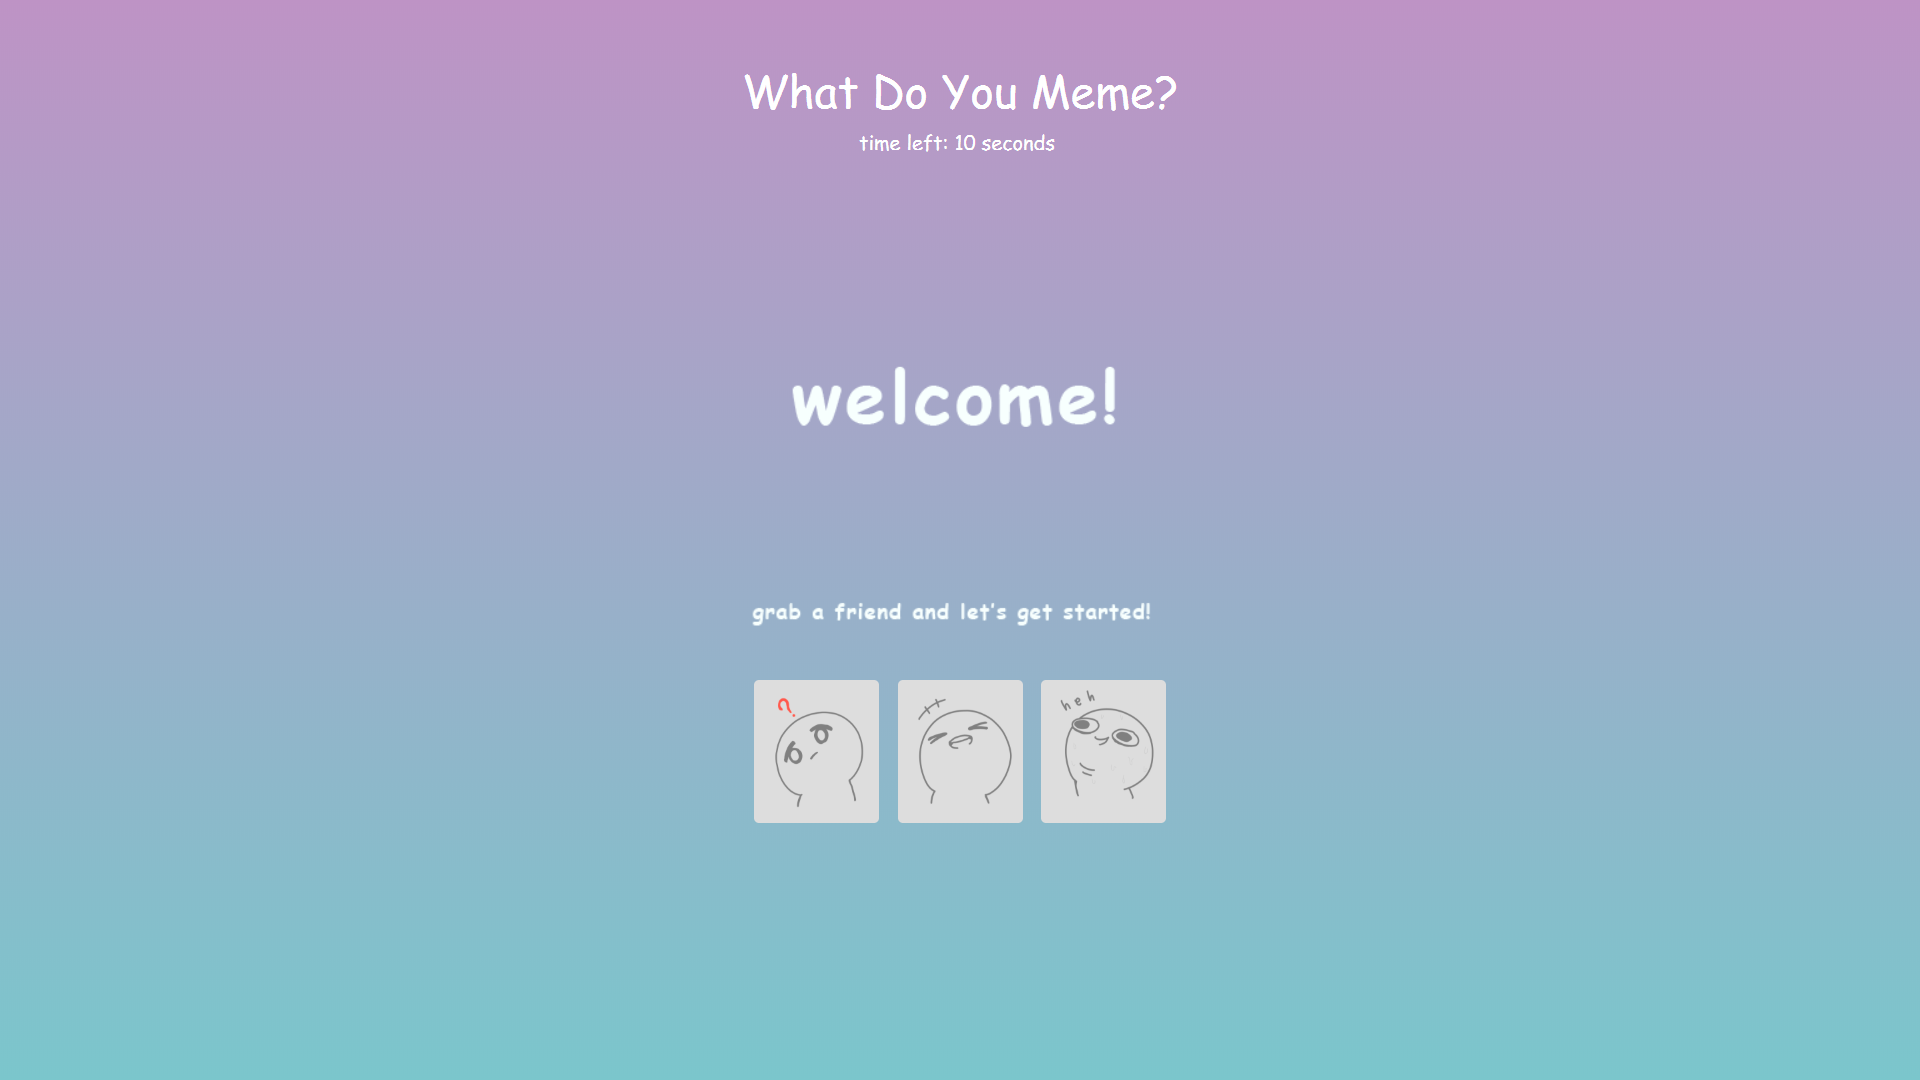 What Do You Meme?
time left: 10 seconds
welcome!
grab a friend and let's get started!
?
heh